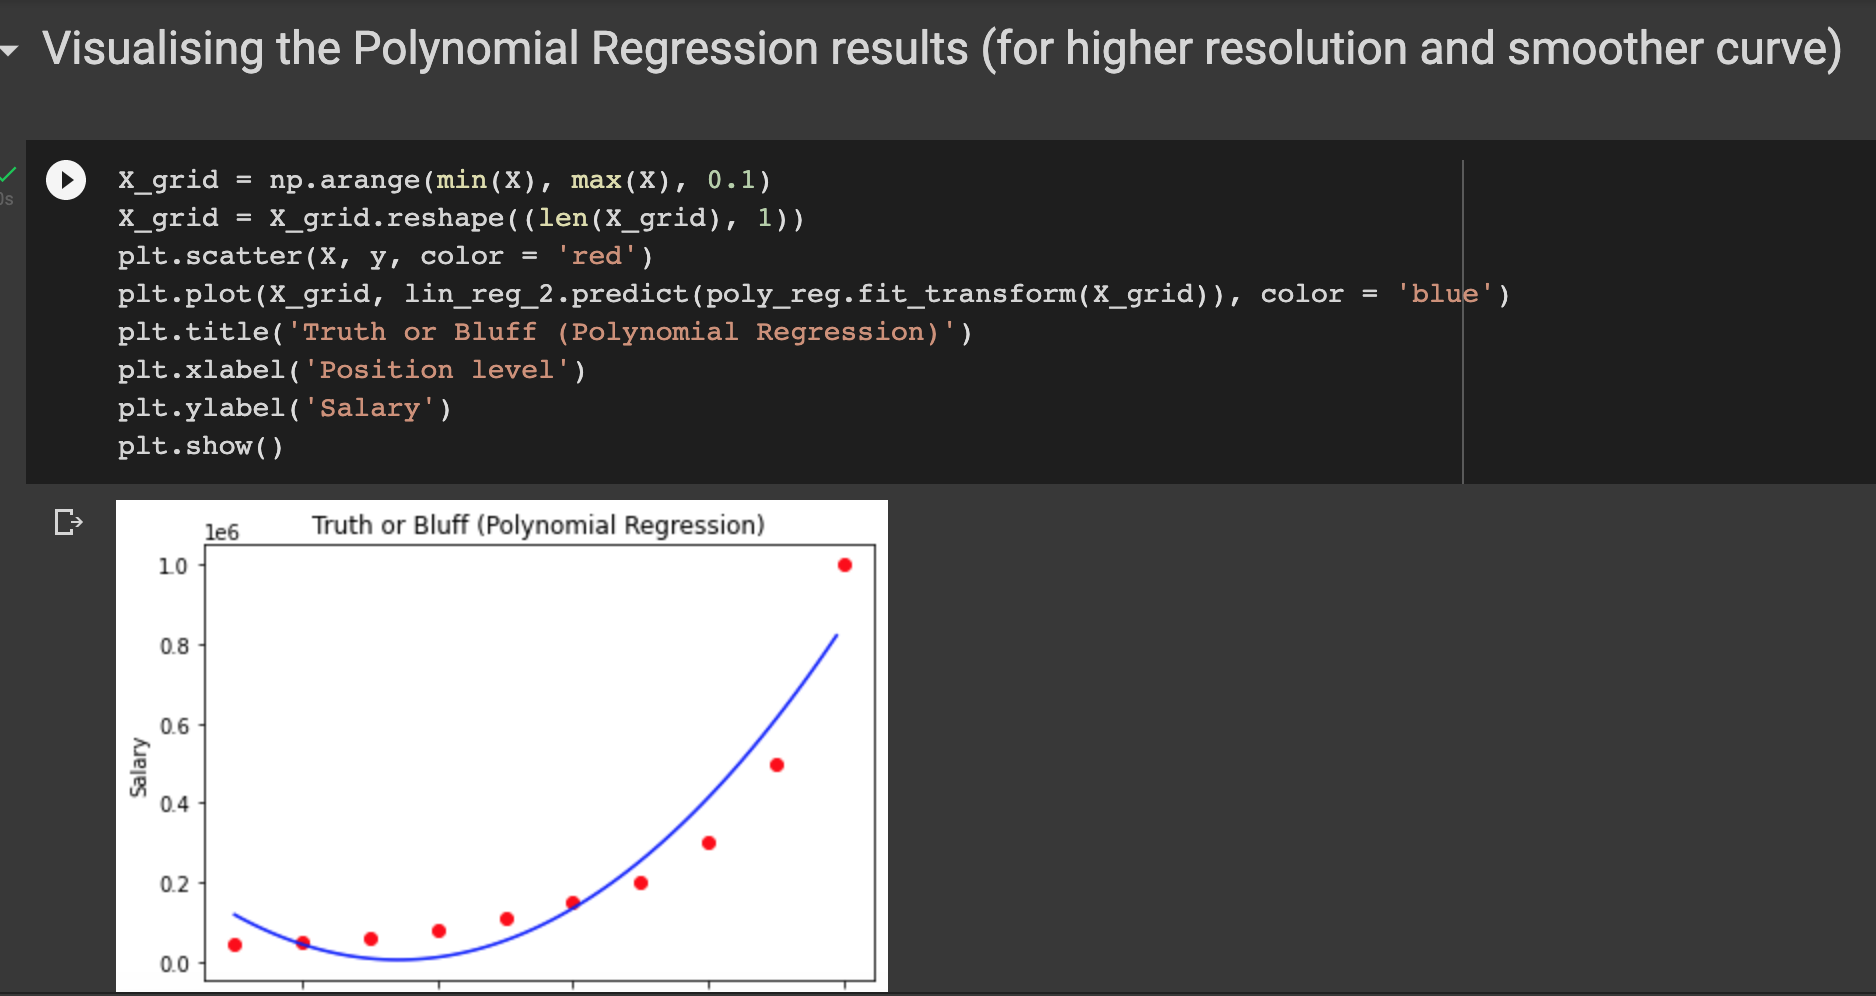 Visualising the Polynomial Regression results (for higher resolution and smoother curve)
X_grid = np.arange(min(X), max(X), 0.1)
X_grid = X_grid.reshape((len(X_grid), 1))
plt.scatter(X, y, color = 'red')
plt.plot(X_grid, lin_reg_2.predict(poly_reg.fit_transform(X_grid)), color = 'blue')
plt.title('Truth or Bluff (Polynomial Regression)')
plt.xlabel('Position level')
plt.ylabel('Salary')
plt.show()
Truth or Bluff (Polynomial Regression)
1e6
1.0
0.8
0.6
0.4
0.2
0.0
Salary